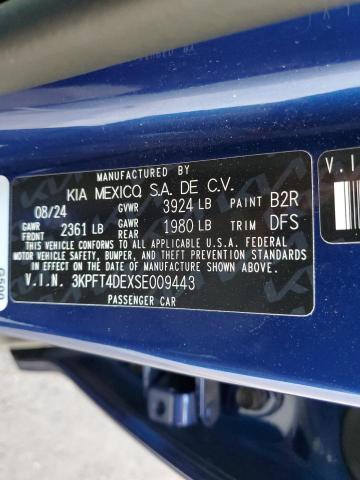 MANUFACTURED BY
KIA MEXICO, S.A. DE C.V.
08/24 GVWR 3924 LB PAINT B2R
GAWR FRONT 2361 LB GAWR REAR 1980 LB TRIM DFS
THIS VEHICLE CONFORMS TO ALL APPLICABLE U.S.A. FEDERAL
MOTOR VEHICLE SAFETY, BUMPER, AND THEFT PREVENTION
STANDARDS IN EFFECT ON THE DATE OF MANUFACTURE SHOWN ABOVE.
V.I.N. 3KPFT4DEXSE009443
PASSENGER CAR
V.I
G500